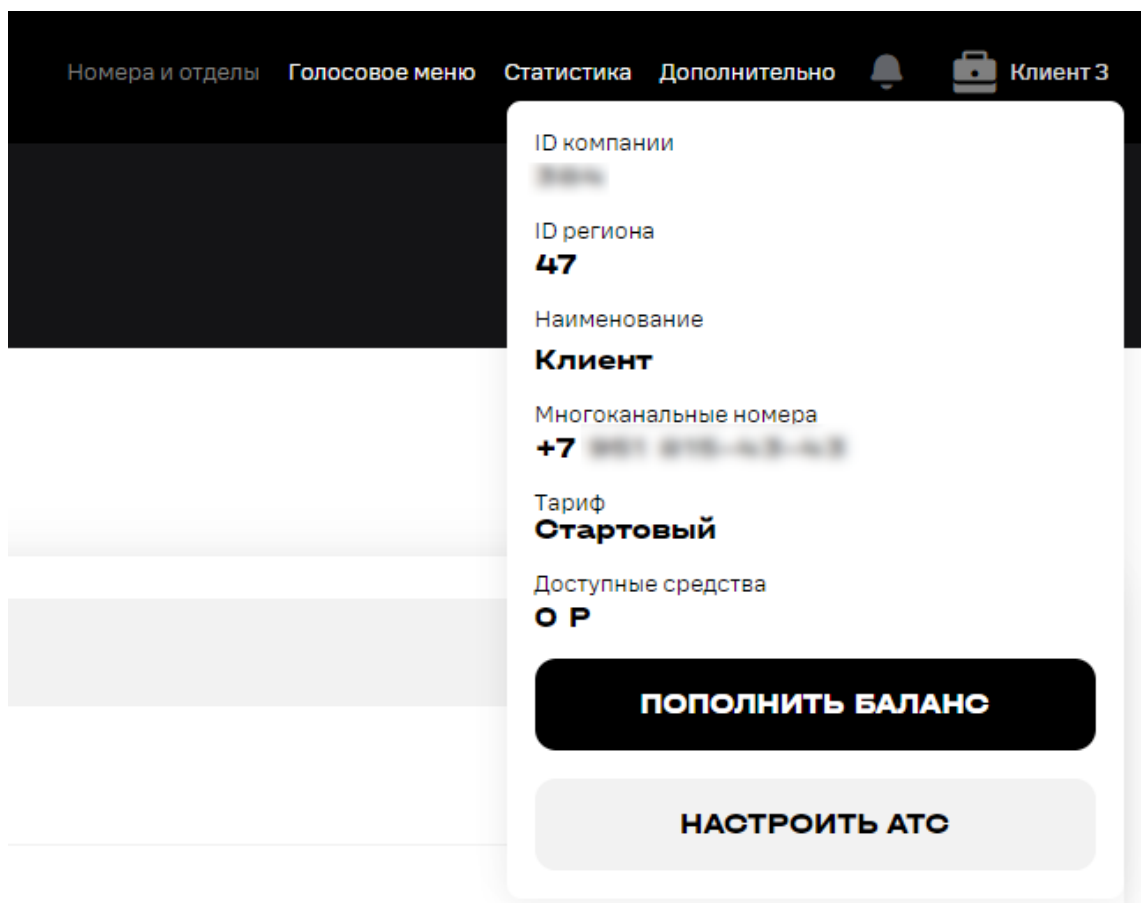 Номера и отделы Голосовое меню Статистика Дополнительно Клиент 3
ID компании
ID региона
47
Наименование
Клиент
Многоканальные номера
+7
Тариф
Стартовый
Доступные средства
0 Р
ПОПОЛНИТЬ БАЛАНС
НАСТРОИТЬ АТС